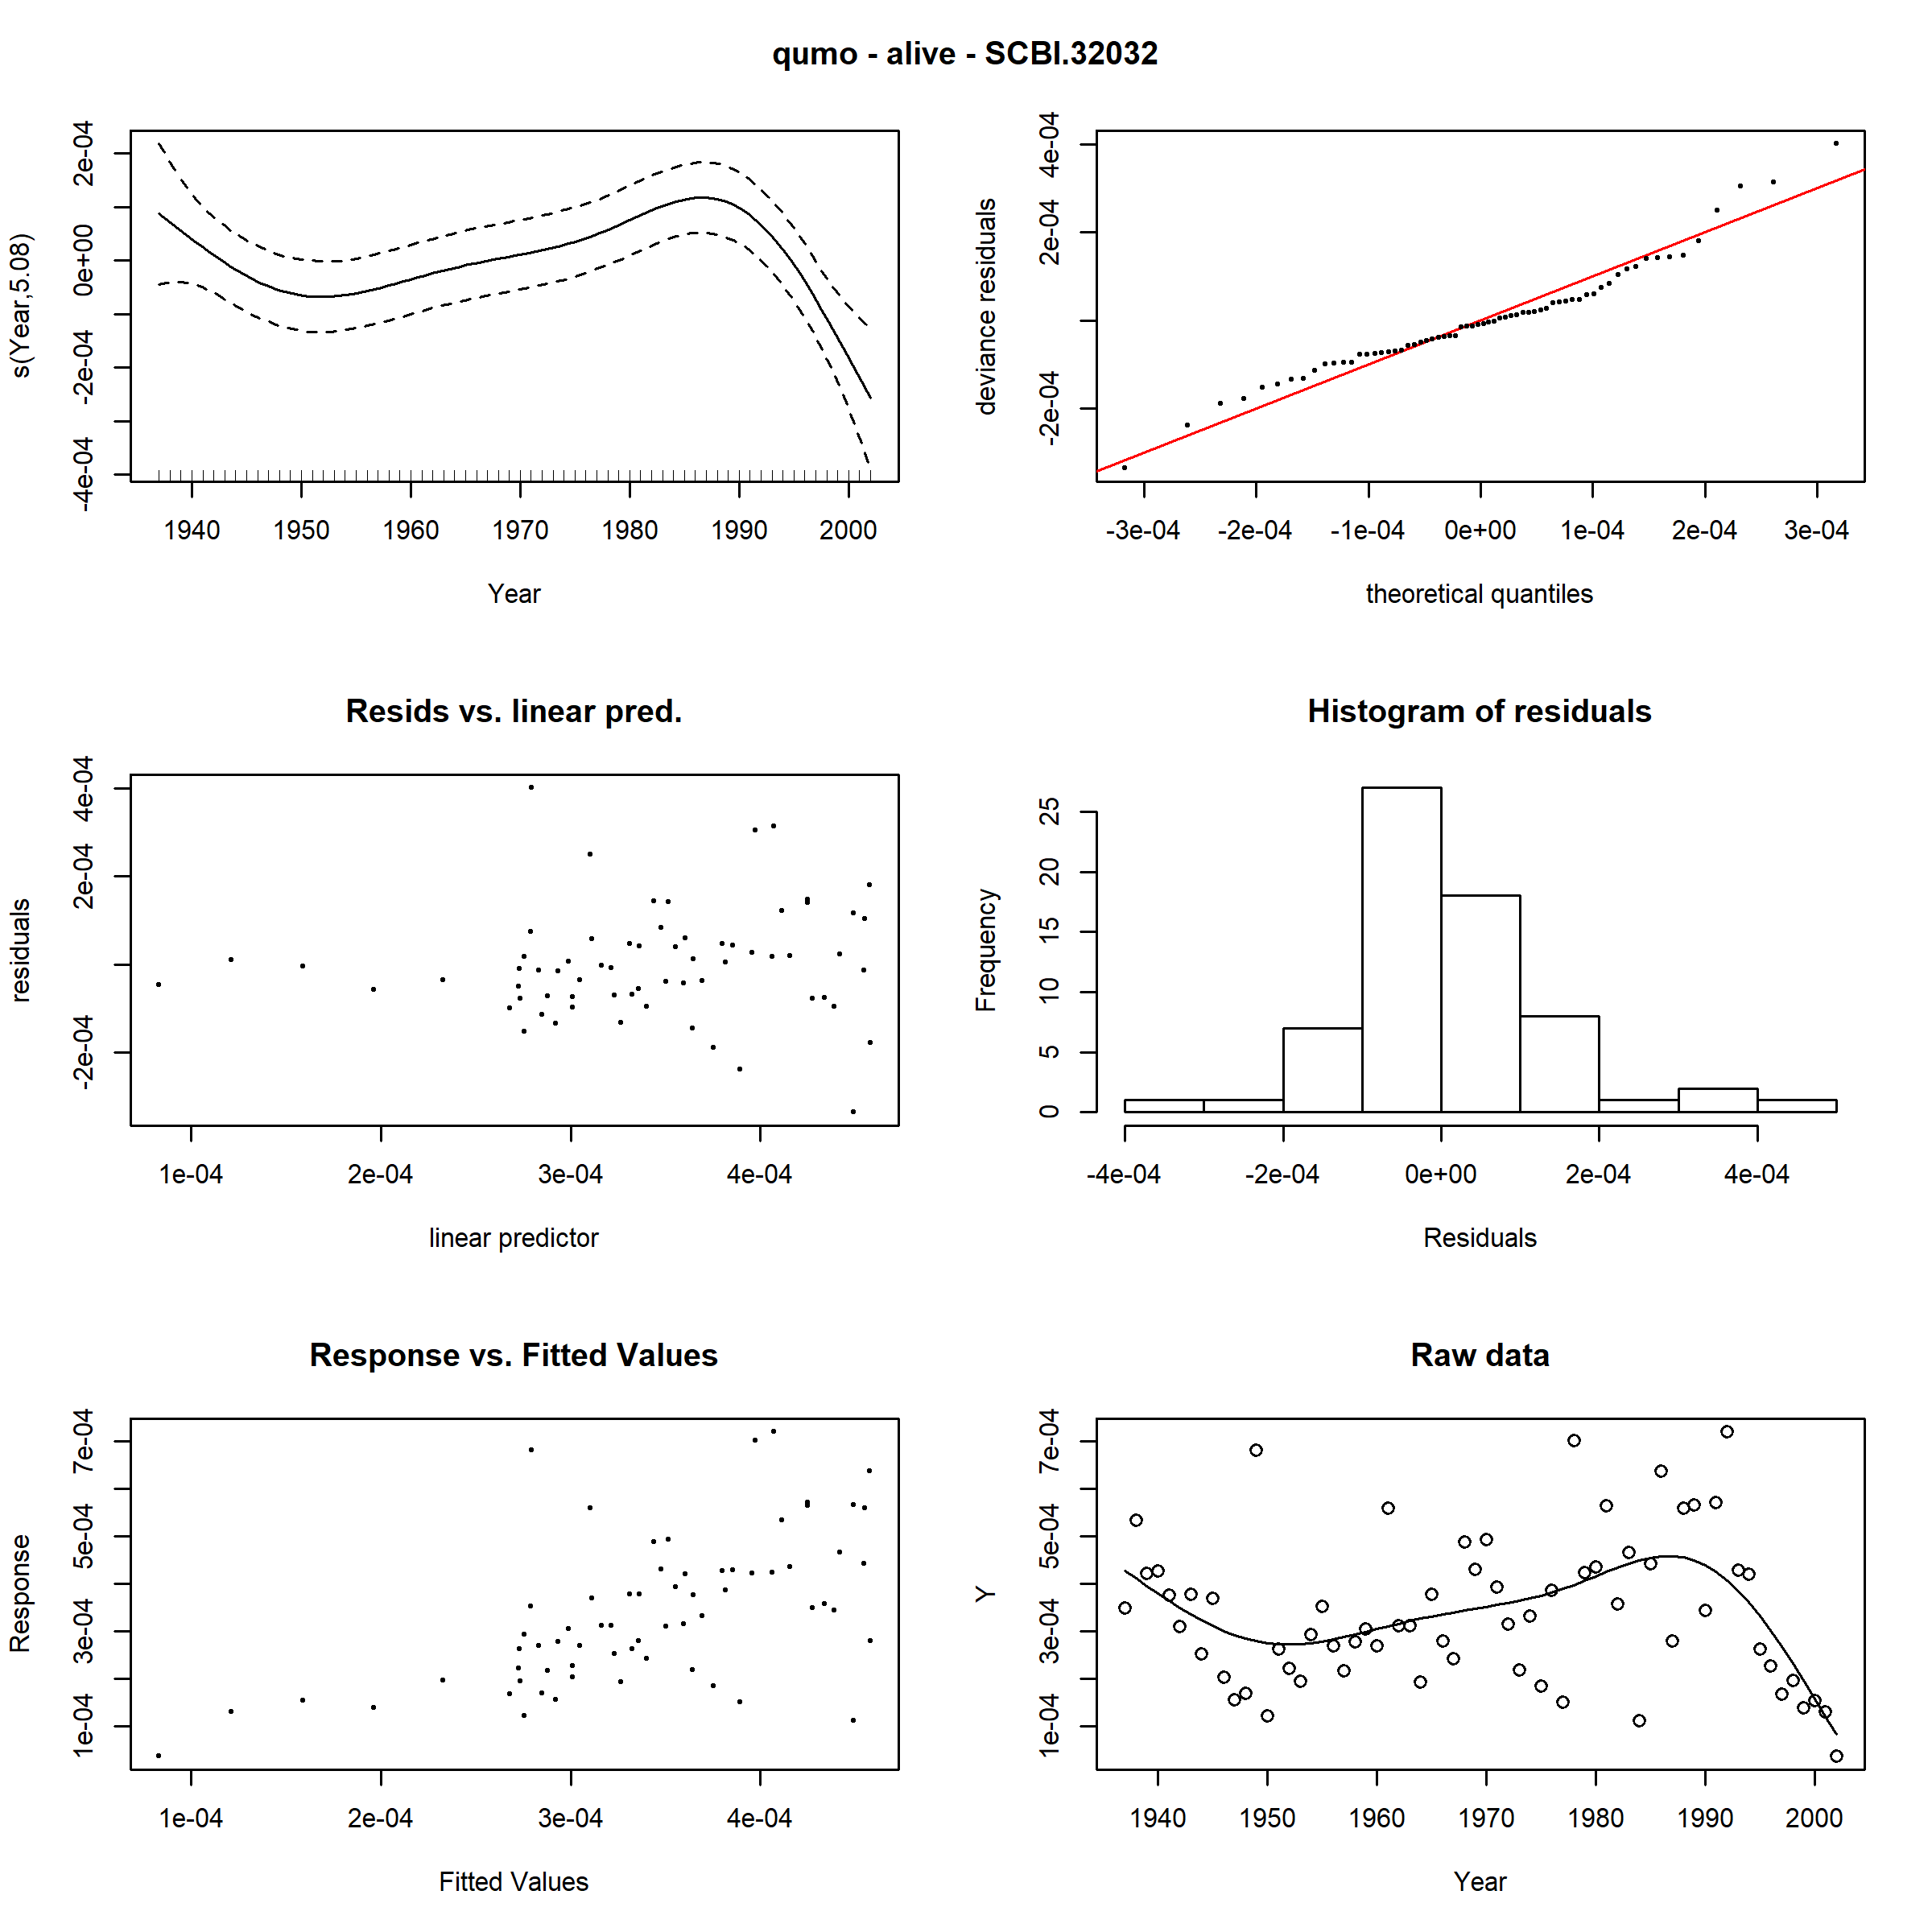 qumo - alive - SCBI.32032
s(Year,5.08)
-4e-04 -2e-04 0e+00 2e-04
1940 1950 1960 1970 1980 1990 2000
Year
deviance residuals
-2e-04 2e-04 4e-04
-3e-04 -2e-04 -1e-04 0e+00 1e-04 2e-04 3e-04
theoretical quantiles
Resids vs. linear pred.
residuals
-2e-04 2e-04 4e-04
1e-04 2e-04 3e-04 4e-04
linear predictor
Histogram of residuals
Frequency
0 5 10 15 20 25
-4e-04 -2e-04 0e+00 2e-04 4e-04
Residuals
Response vs. Fitted Values
Response
1e-04 3e-04 5e-04 7e-04
1e-04 2e-04 3e-04 4e-04
Fitted Values
Raw data
Y
1e-04 3e-04 5e-04 7e-04
1940 1950 1960 1970 1980 1990 2000
Year